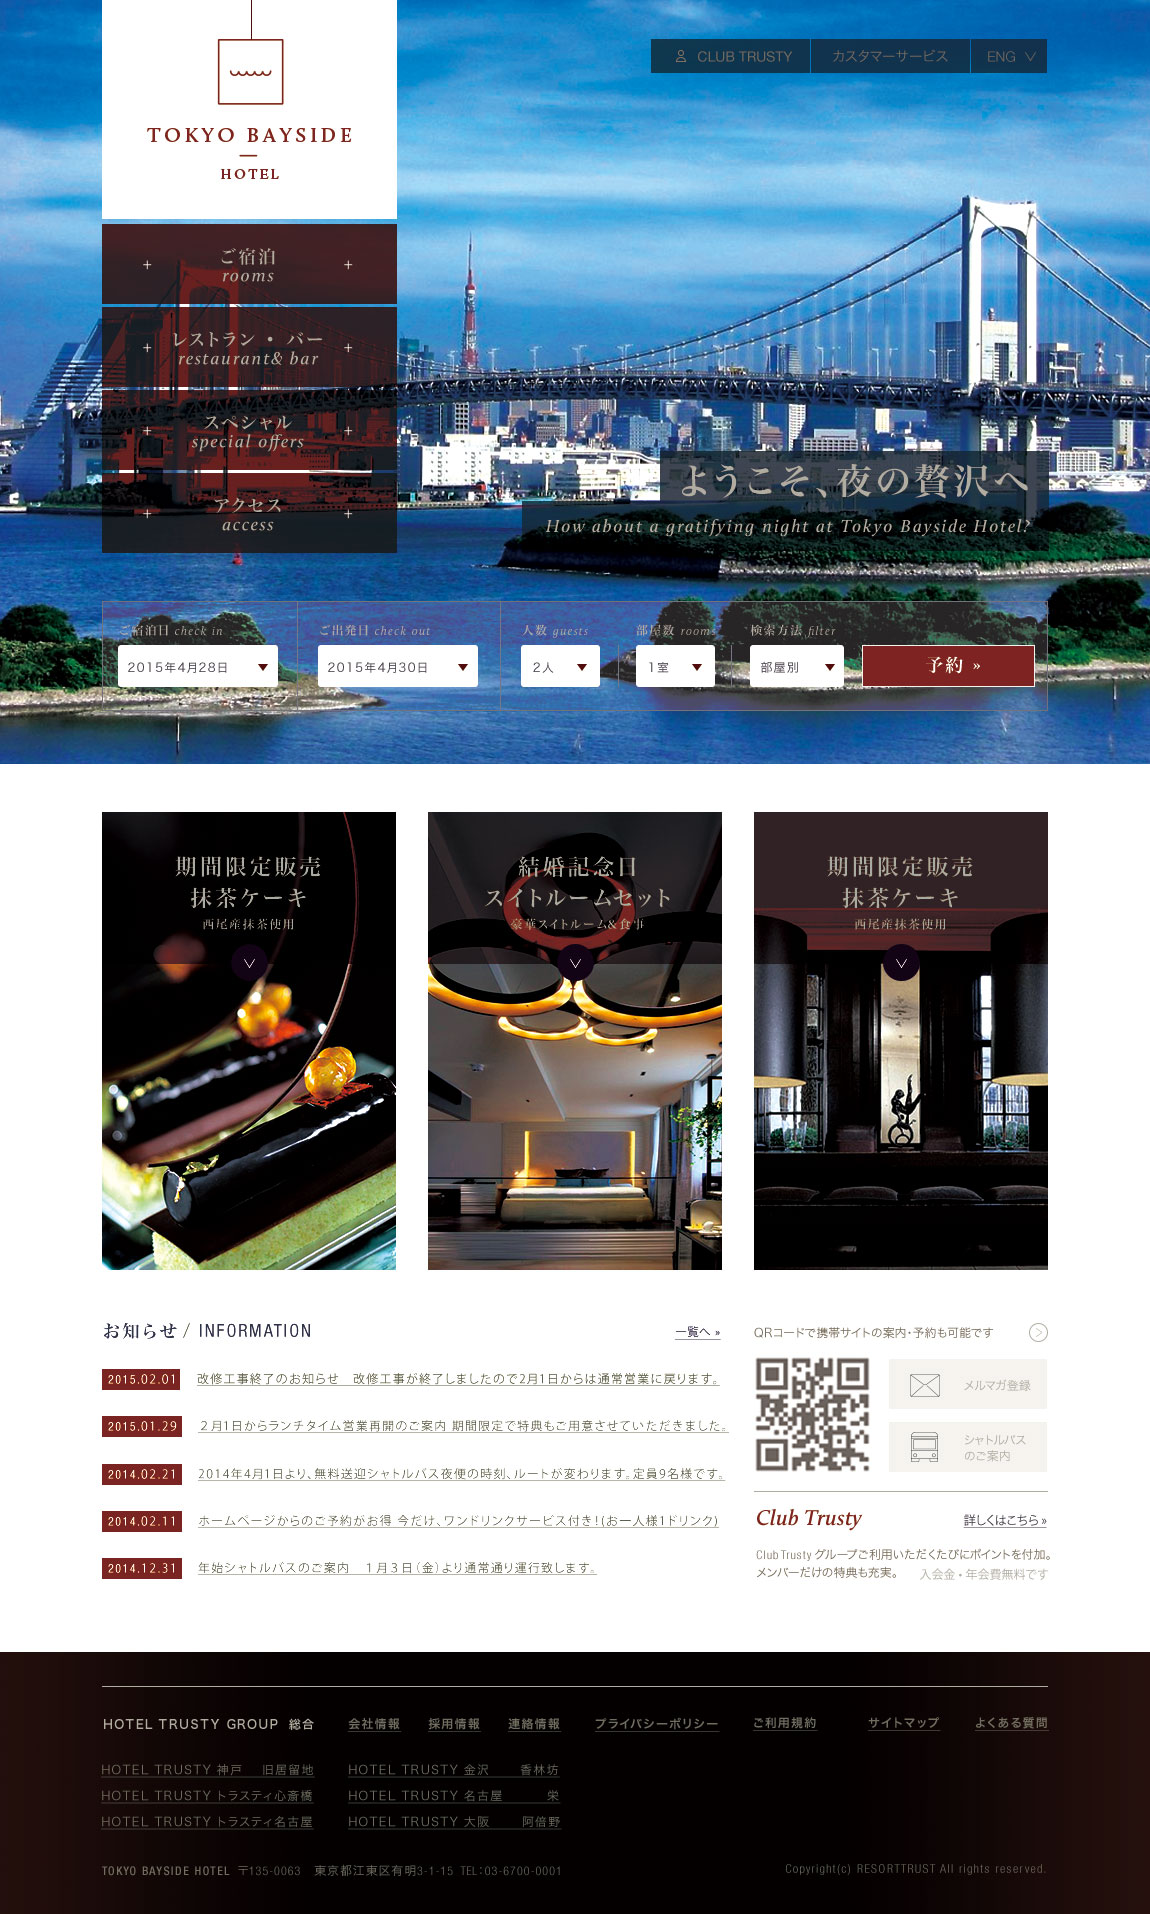 CLUB TRUSTY カスタマーサービス ENG
TOKYO BAYSIDE
HOTEL
ご宿泊
rooms
レストラン ・ バー
restaurant& bar
スペシャル
special offers
アクセス
access
ようこそ、夜の贅沢へ
How about a gratifying night at Tokyo Bayside Hotel?
ご宿泊日 check in ご出発日 check out 人数 guests 部屋数 rooms 検索方法 filter
2015年4月28日 2015年4月30日 2人 1室 部屋別 予約 »
期間限定販売
抹茶ケーキ
西尾産抹茶使用
結婚記念日
スイトルームセット
豪華スイトルーム&食事
期間限定販売
抹茶ケーキ
西尾産抹茶使用
お知らせ / INFORMATION 一覧へ »
2015.02.01 改修工事終了のお知らせ 改修工事が終了しましたので2月1日からは通常営業に戻ります。
2015.01.29 2月1日からランチタイム営業再開のご案内 期間限定で特典もご用意させていただきました。
2014.02.21 2014年4月1日より、無料送迎シャトルバス夜便の時刻、ルートが変わります。定員9名様です。
2014.02.11 ホームページからのご予約がお得 今だけ、ワンドリンクサービス付き!(お一人様1ドリンク)
2014.12.31 年始シャトルバスのご案内 1月3日(金)より通常通り運行致します。
QRコードで携帯サイトの案内・予約も可能です
メルマガ登録
シャトルバス
のご案内
Club Trusty 詳しくはこちら »
Club Trusty グループご利用いただくたびにポイントを付加。
メンバーだけの特典も充実。 入会金・年会費無料です
HOTEL TRUSTY GROUP 総合 会社情報 採用情報 連絡情報 プライバシーポリシー ご利用規約 サイトマップ よくある質問
HOTEL TRUSTY 神戸 旧居留地 HOTEL TRUSTY 金沢 香林坊
HOTEL TRUSTY トラスティ心斎橋 HOTEL TRUSTY 名古屋 栄
HOTEL TRUSTY トラスティ名古屋 HOTEL TRUSTY 大阪 阿倍野
TOKYO BAYSIDE HOTEL 〒135-0063 東京都江東区有明3-1-15 TEL:03-6700-0001
Copyright(c) RESORTTRUST All rights reserved.